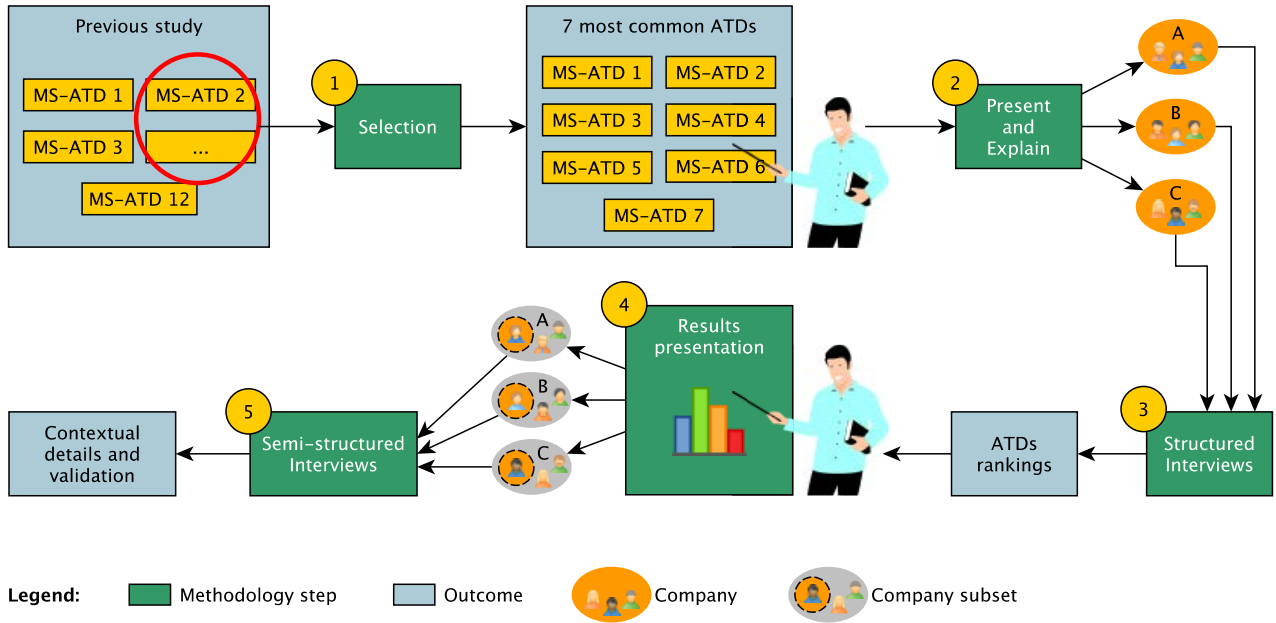 Previous study
MS-ATD 1
MS-ATD 2
MS-ATD 3
...
MS-ATD 12
1
Selection
7 most common ATDs
MS-ATD 1
MS-ATD 2
MS-ATD 3
MS-ATD 4
MS-ATD 5
MS-ATD 6
MS-ATD 7
2
Present
and
Explain
A
B
C
3
Structured
Interviews
ATDs
rankings
4
Results
presentation
A
B
C
5
Semi-structured
Interviews
Contextual
details and
validation
Legend:
Methodology step
Outcome
Company
Company subset